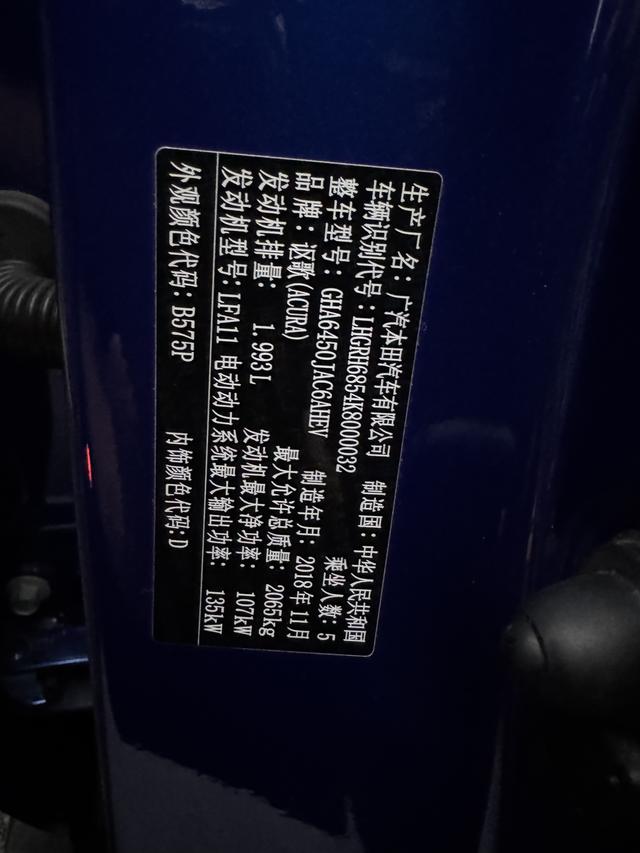 生产厂名：广汽本田汽车有限公司 制造国：中华人民共和国
车辆识别代号：LHGRH6854K8000032 乘坐人数：5
整车型号：GHA6450JAC6AHEV 制造年月：2018年11月
品牌：讴歌(ACURA) 最大允许总质量：2065kg
发动机排量：1.993L 发动机最大净功率：107kW
发动机型号：LFA11 电动动力系统最大输出功率：135kW
外观颜色代码：B575P 内饰颜色代码:D